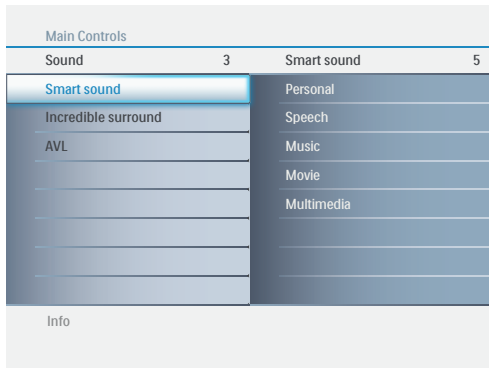 Main Controls
Sound 3 Smart sound 5
Smart sound Personal
Incredible surround Speech
AVL Music
Movie
Multimedia
Info